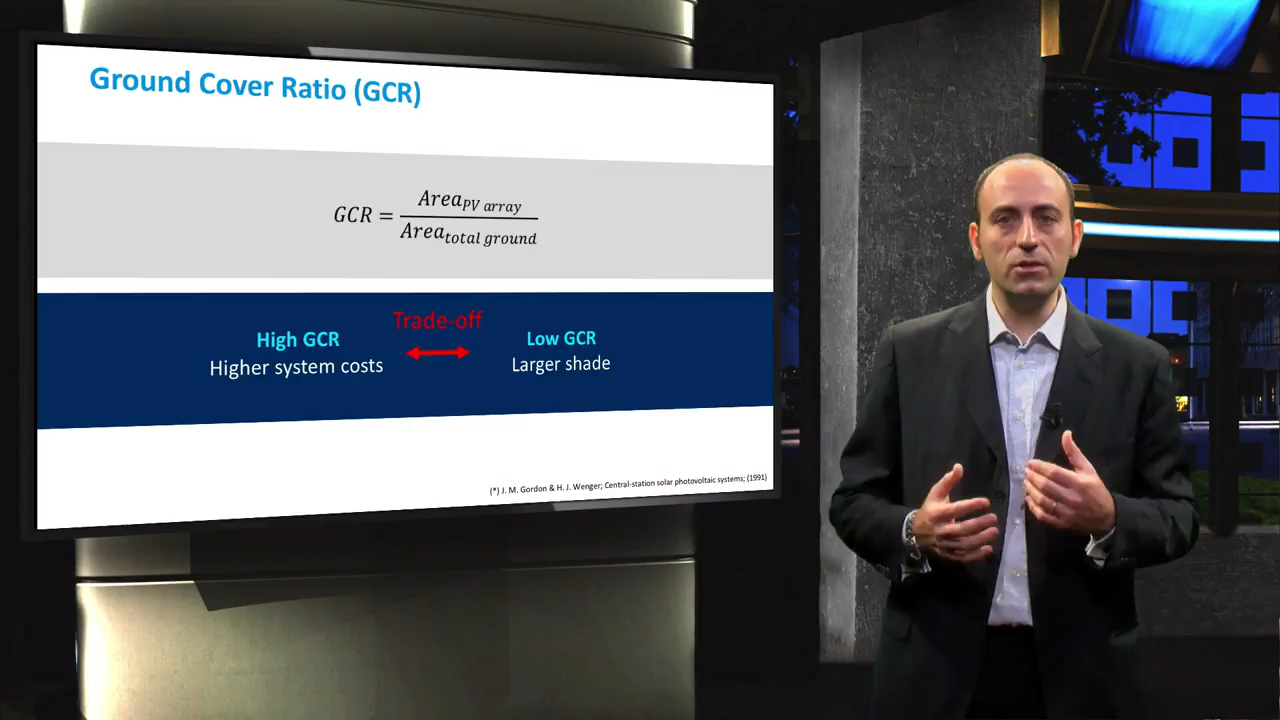 Ground Cover Ratio (GCR)
GCR = Area_PV array / Area_total ground
Trade-off
High GCR
Low GCR
Higher system costs
Larger shade
(*) J. M. Gordon & H. J. Wenger; Central-station solar photovoltaic systems; (1991)